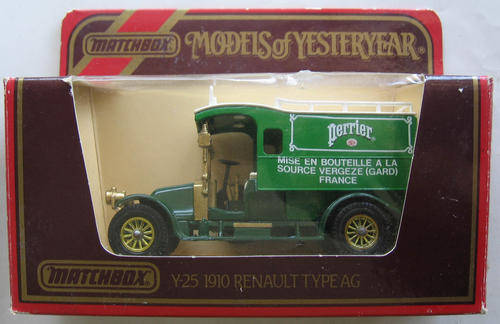 MATCHBOX
MODELS of YESTERYEAR®
Perrier
MISE EN BOUTEILLE A LA
SOURCE VERGEZE (GARD)
FRANCE
MATCHBOX
Y-25 1910 RENAULT TYPE AG